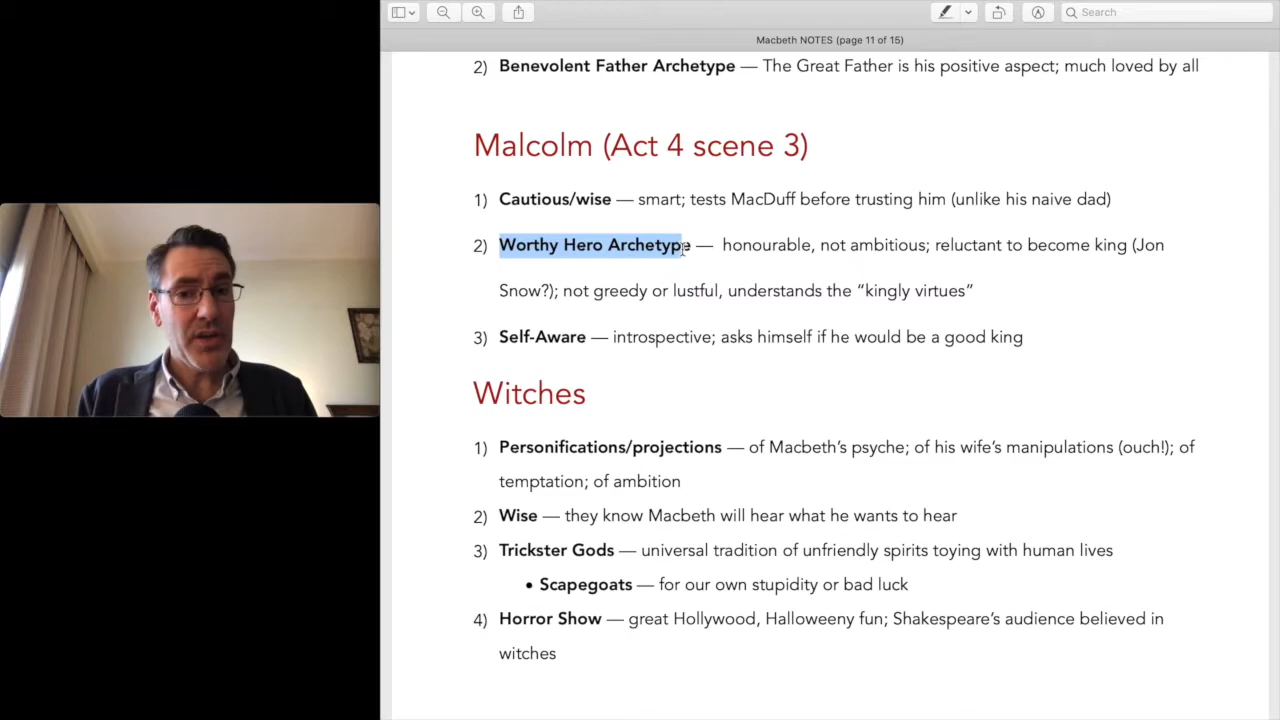 Search
Macbeth NOTES (page 11 of 15)
2) Benevolent Father Archetype — The Great Father is his positive aspect; much loved by all
Malcolm (Act 4 scene 3)
1) Cautious/wise — smart; tests MacDuff before trusting him (unlike his naive dad)
2) Worthy Hero Archetype — honourable, not ambitious; reluctant to become king (Jon
Snow?); not greedy or lustful, understands the “kingly virtues”
3) Self-Aware — introspective; asks himself if he would be a good king
Witches
1) Personifications/projections — of Macbeth’s psyche; of his wife’s manipulations (ouch!); of
temptation; of ambition
2) Wise — they know Macbeth will hear what he wants to hear
3) Trickster Gods — universal tradition of unfriendly spirits toying with human lives
• Scapegoats — for our own stupidity or bad luck
4) Horror Show — great Hollywood, Halloweeny fun; Shakespeare’s audience believed in
witches